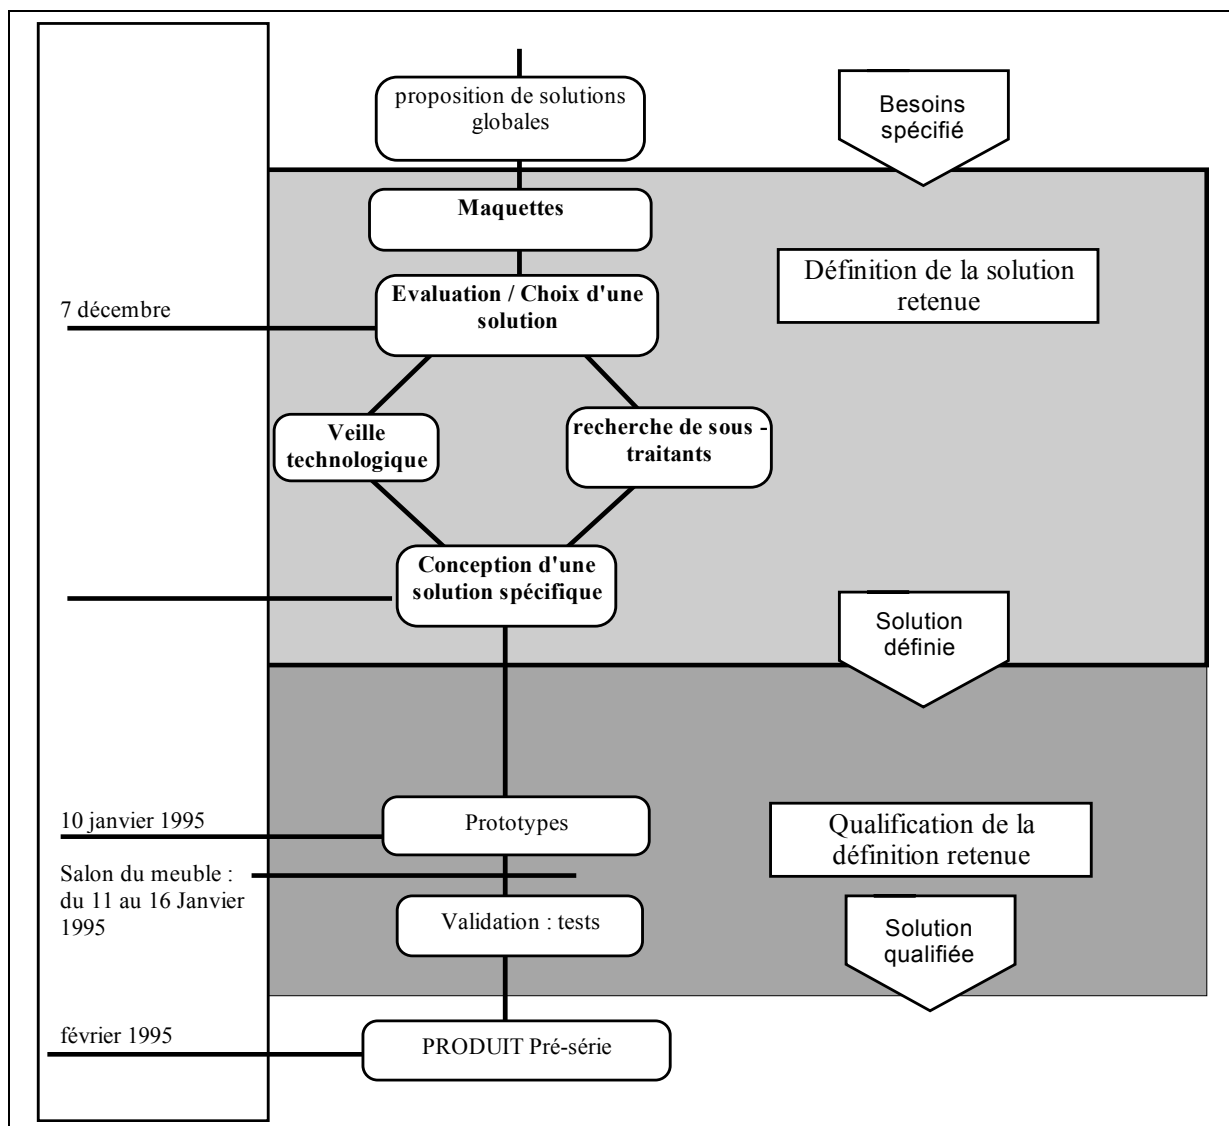 proposition de solutions
globales
Besoins
spécifié
Maquettes
Définition de la solution
retenue
7 décembre
Evaluation / Choix d'une
solution
Veille
technologique
recherche de sous -
traitants
Conception d'une
solution spécifique
Solution
définie
10 janvier 1995
Prototypes
Qualification de la
définition retenue
Salon du meuble :
du 11 au 16 Janvier
1995
Validation : tests
Solution
qualifiée
février 1995
PRODUIT Pré-série